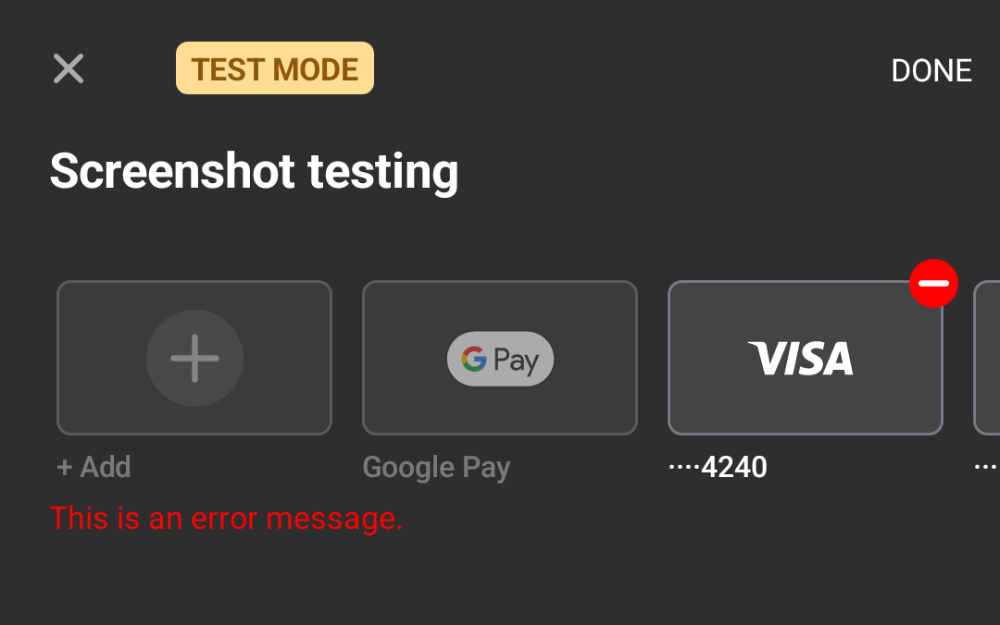 TEST MODE
DONE
Screenshot testing
G Pay
VISA
+ Add
Google Pay
····4240
···
This is an error message.